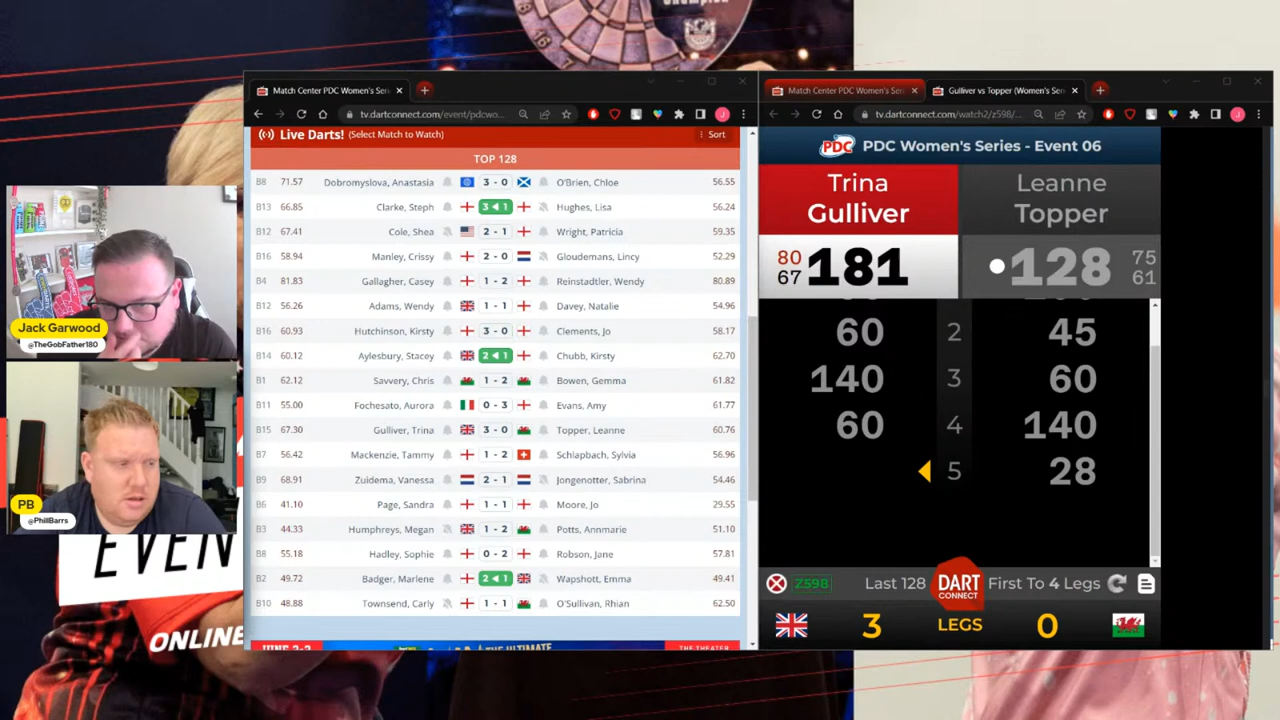 Match Center PDC Women's Seri
tv.dartconnect.com/event/pdcwo...
Live Darts! (Select Match to Watch)
Sort
TOP 128
B8 71.57 Dobromyslova, Anastasia 3 - 0 O'Brien, Chloe 56.55
B13 66.85 Clarke, Steph 3 ◀ 1 Hughes, Lisa 56.24
B12 67.41 Cole, Shea 2 - 1 Wright, Patricia 59.35
B16 58.94 Manley, Crissy 2 - 0 Gloudemans, Lincy 52.29
B4 81.83 Gallagher, Casey 1 - 2 Reinstadtler, Wendy 80.89
B12 56.26 Adams, Wendy 1 - 1 Davey, Natalie 54.96
B16 60.93 Hutchinson, Kirsty 3 - 0 Clements, Jo 58.17
B14 60.12 Aylesbury, Stacey 2 ◀ 1 Chubb, Kirsty 62.70
B1 62.12 Savvery, Chris 1 - 2 Bowen, Gemma 61.82
B11 55.00 Fochesato, Aurora 0 - 3 Evans, Amy 61.77
B15 67.30 Gulliver, Trina 3 - 0 Topper, Leanne 60.76
B7 56.42 Mackenzie, Tammy 1 - 2 Schlapbach, Sylvia 56.96
B9 68.91 Zuidema, Vanessa 2 - 1 Jongenotter, Sabrina 54.46
B6 41.10 Page, Sandra 1 - 1 Moore, Jo 29.55
B3 44.33 Humphreys, Megan 1 - 2 Potts, Annmarie 51.10
B8 55.18 Hadley, Sophie 0 - 2 Robson, Jane 57.81
B2 49.72 Badger, Marlene 2 ◀ 1 Wapshott, Emma 49.41
B10 48.88 Townsend, Carly 1 - 1 O'Sullivan, Rhian 62.50
Match Center PDC Women's Seri
Gulliver vs Topper (Women's Seri
tv.dartconnect.com/watch2/z598/...
PDC
PDC Women's Series - Event 06
Trina
Gulliver
Leanne
Topper
80
67
181
128
75
61
60 2 45
140 3 60
60 4 140
5 28
Z598
Last 128
DART
CONNECT
First To 4 Legs
3 LEGS 0
Jack Garwood
@TheGobFather180
PB
@PhillBarrs
EVEN
ONLINE